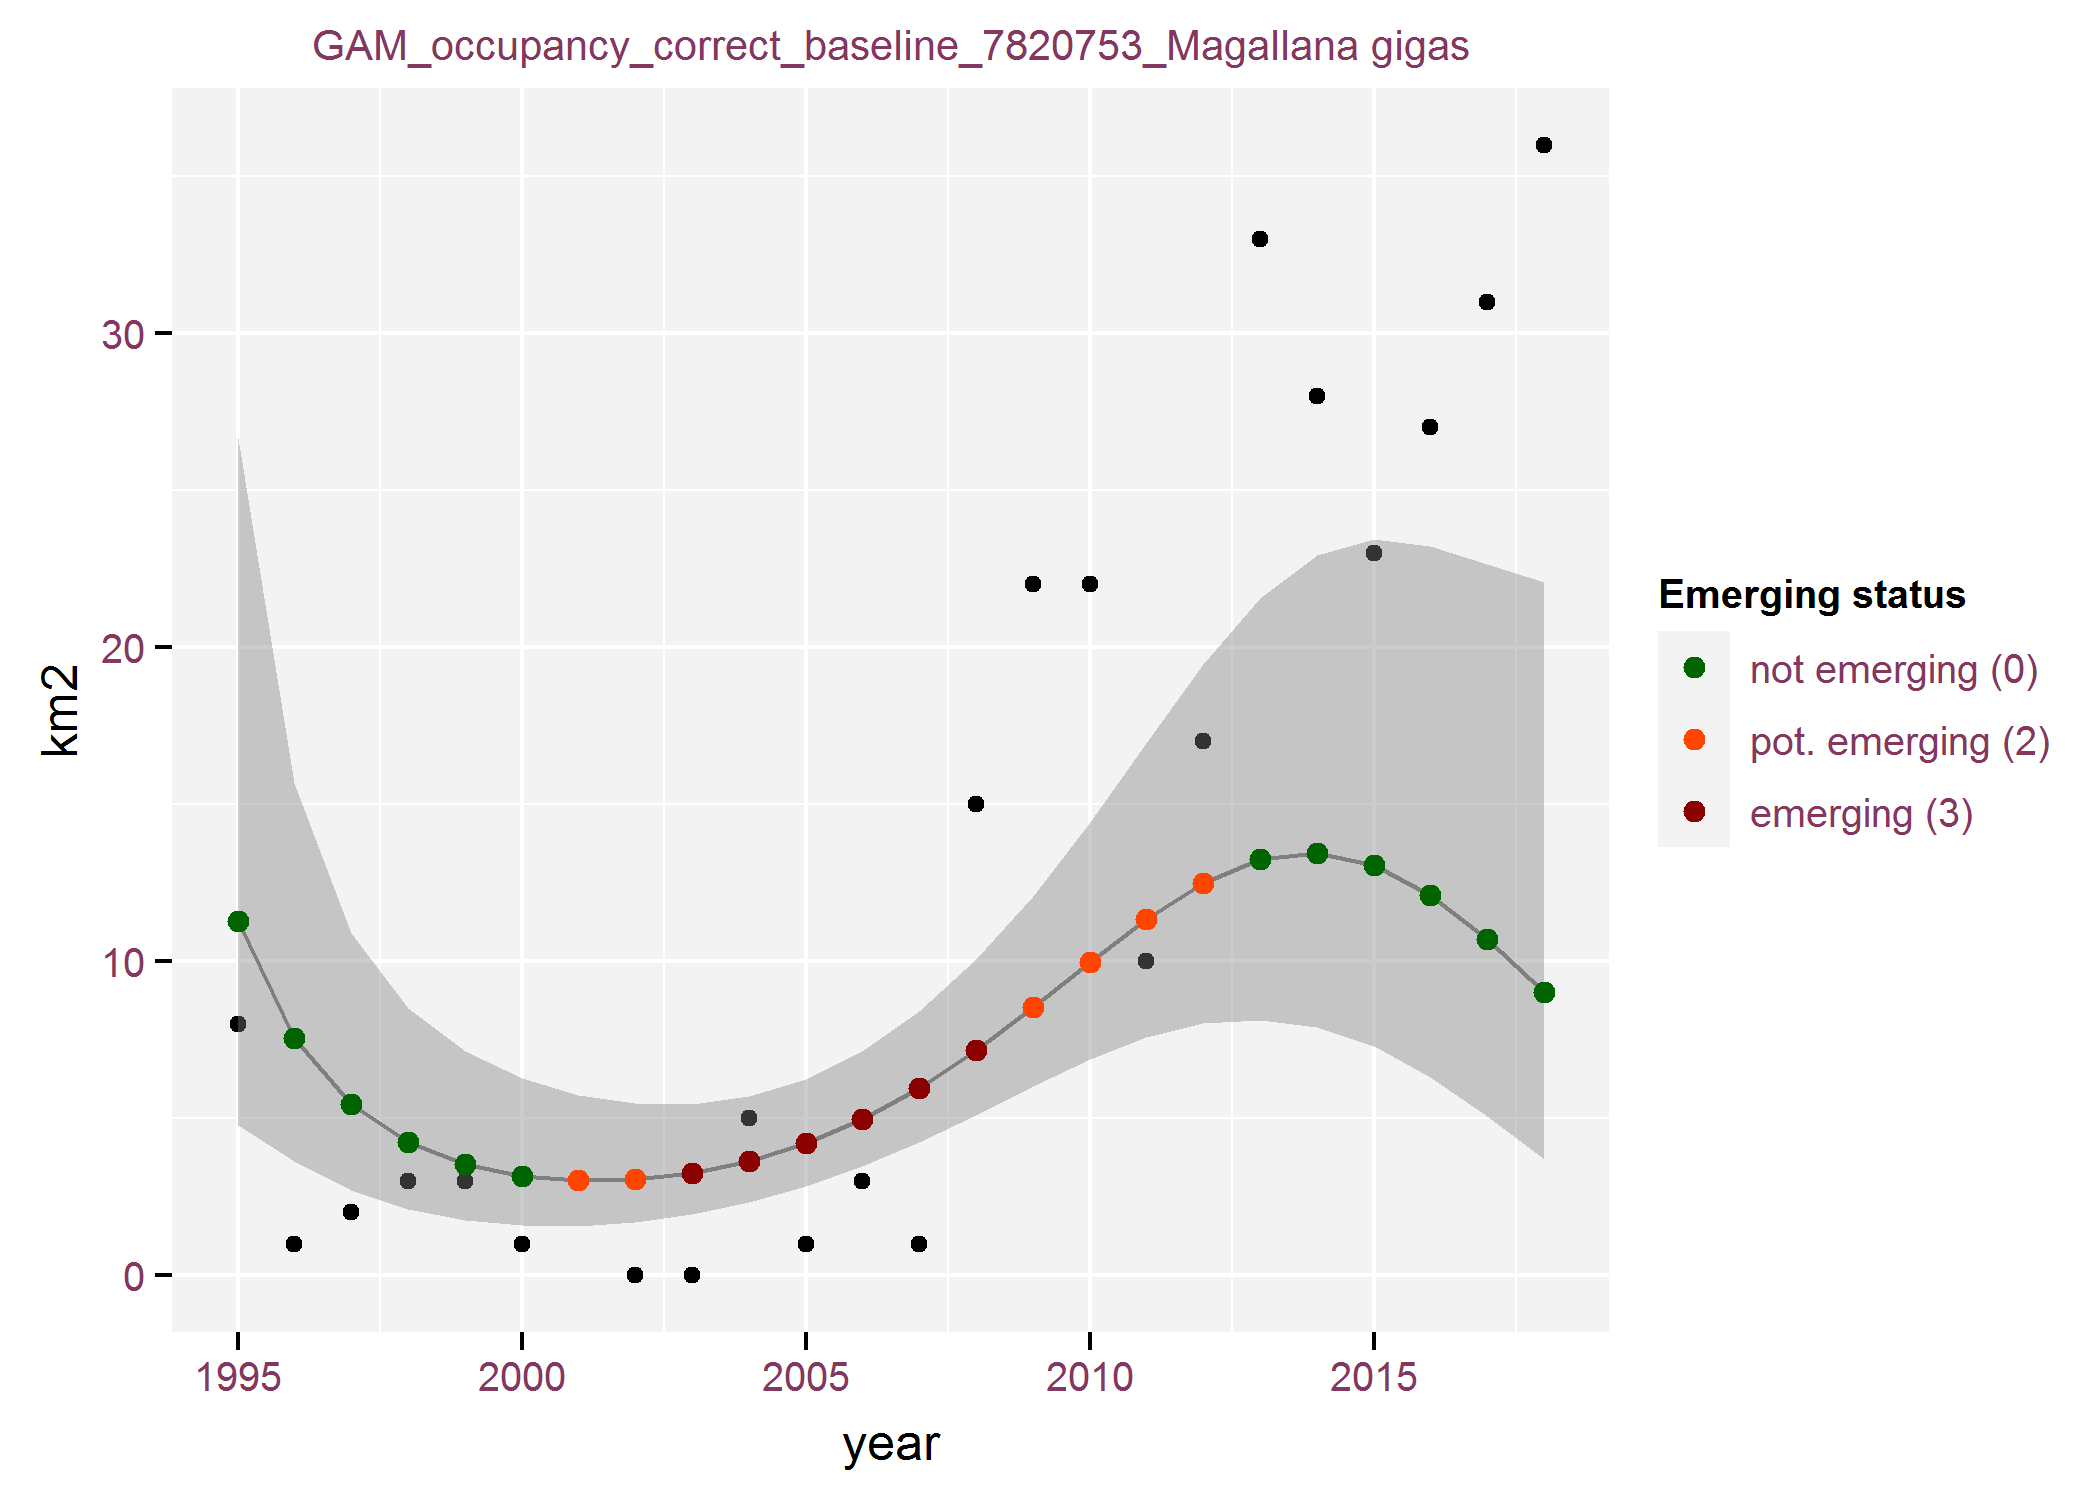 GAM_occupancy_correct_baseline_7820753_Magallana gigas
km2
30
20
10
0
1995 2000 2005 2010 2015
year
Emerging status
not emerging (0)
pot. emerging (2)
emerging (3)